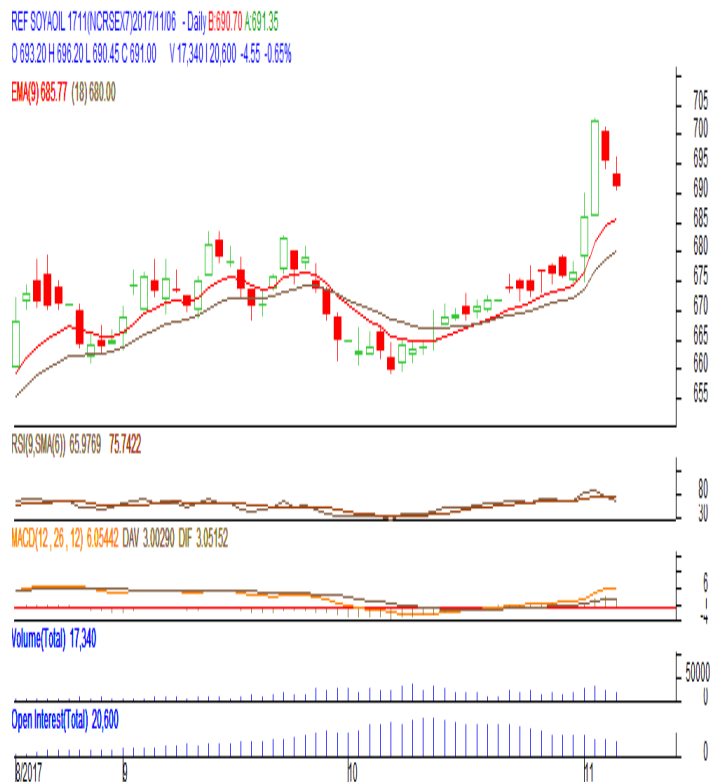 REF SOYAOIL 1711(NCRSEX7)2017/11/06 - Daily B:690.70 A:691.35
O 693.20 H 696.20 L 690.45 C 691.00 V 17,340 I 20,600 -4.55 -0.65%
EMA(9) 685.77 (18) 680.00
705
700
695
690
685
680
675
670
665
660
655
RSI(9,SMA(6)) 65.9769 75.7422
80
30
MACD(12 , 26 , 12) 6.05442 DAV 3.00290 DIF 3.05152
6
-4
Volume(Total) 17,340
50000
0
Open Interest(Total) 20,600
0
8/2017 9 10 11